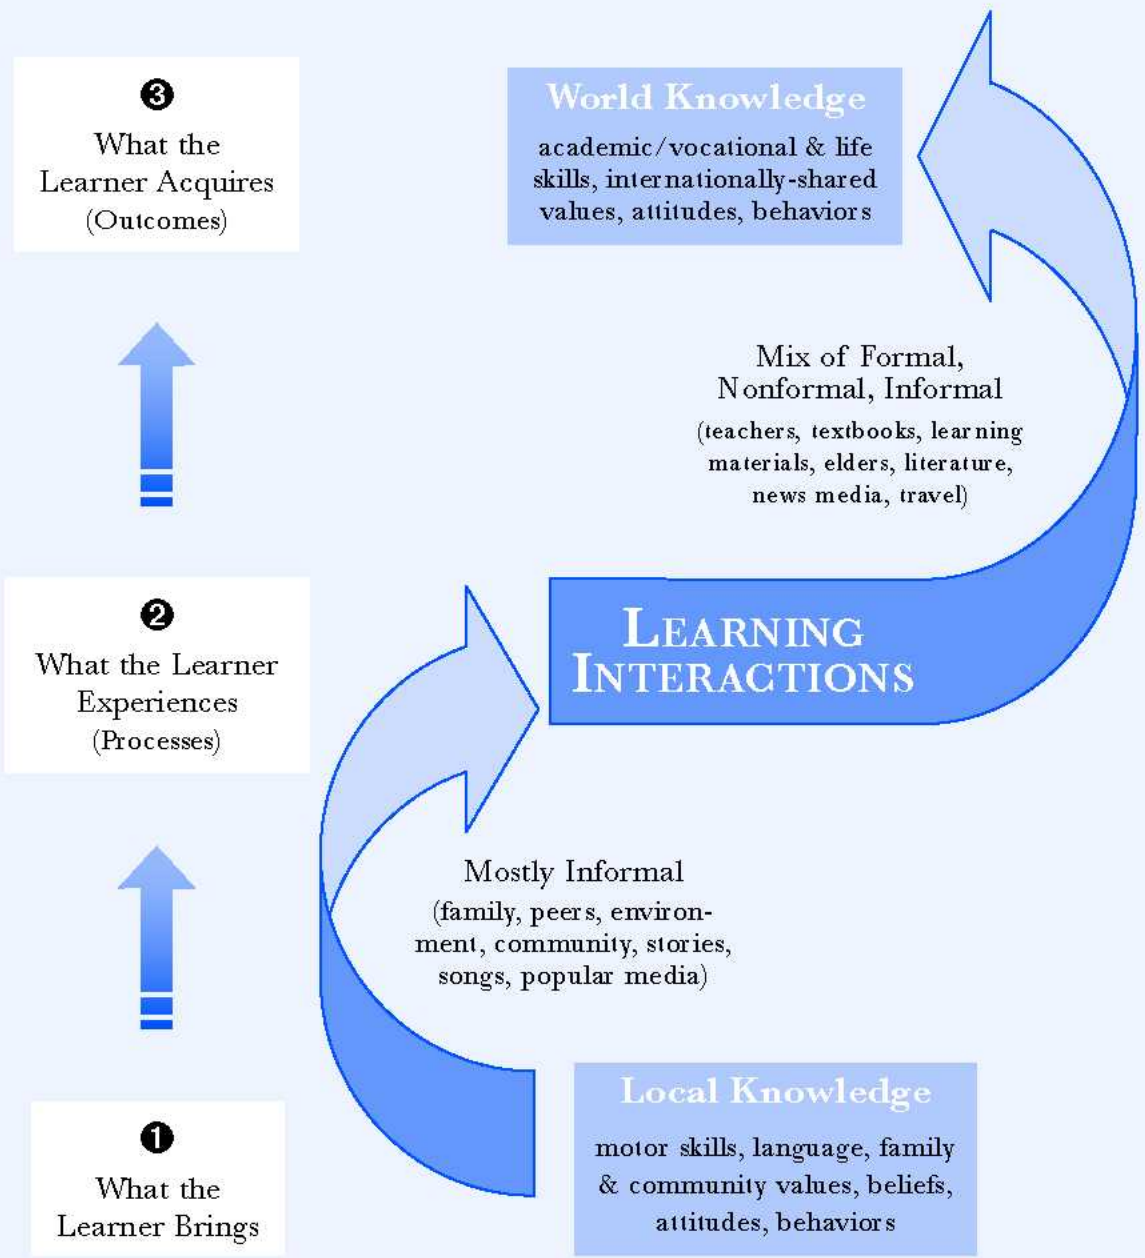 ❸
What the
Learner Acquires
(Outcomes)
World Knowledge
academic/vocational & life
skills, internationally-shared
values, attitudes, behaviors
Mix of Formal,
Nonformal, Informal
(teachers, textbooks, learning
materials, elders, literature,
news media, travel)
❷
What the Learner
Experiences
(Processes)
LEARNING
INTERACTIONS
Mostly Informal
(family, peers, environ-
ment, community, stories,
songs, popular media)
❶
What the
Learner Brings
Local Knowledge
motor skills, language, family
& community values, beliefs,
attitudes, behaviors